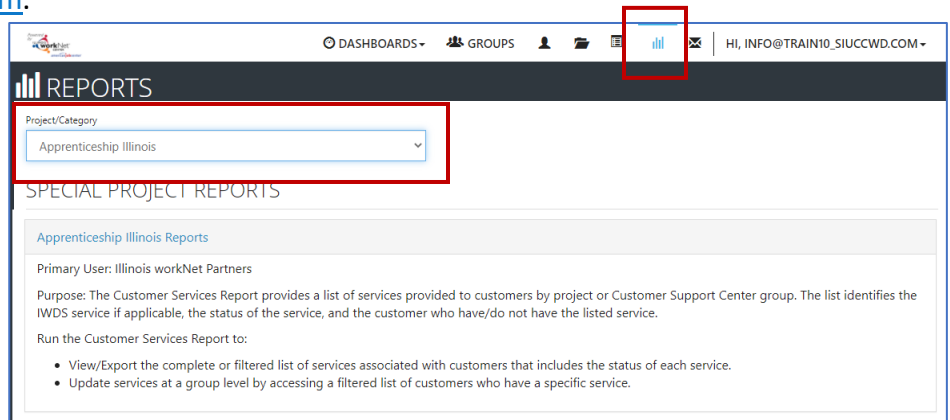 m.
Powered by
workNet
DASHBOARDS GROUPS HI, INFO@TRAIN10_SIUCCWD.COM
REPORTS
Project/Category
Apprenticeship Illinois
SPECIAL PROJECT REPORTS
Apprenticeship Illinois Reports
Primary User: Illinois workNet Partners
Purpose: The Customer Services Report provides a list of services provided to customers by project or Customer Support Center group. The list identifies the
IWDS service if applicable, the status of the service, and the customer who have/do not have the listed service.
Run the Customer Services Report to:
• View/Export the complete or filtered list of services associated with customers that includes the status of each service.
• Update services at a group level by accessing a filtered list of customers who have a specific service.